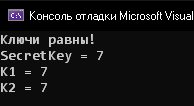 Консоль отладки Microsoft Visual
Ключи равны!
SecretKey = 7
K1 = 7
K2 = 7